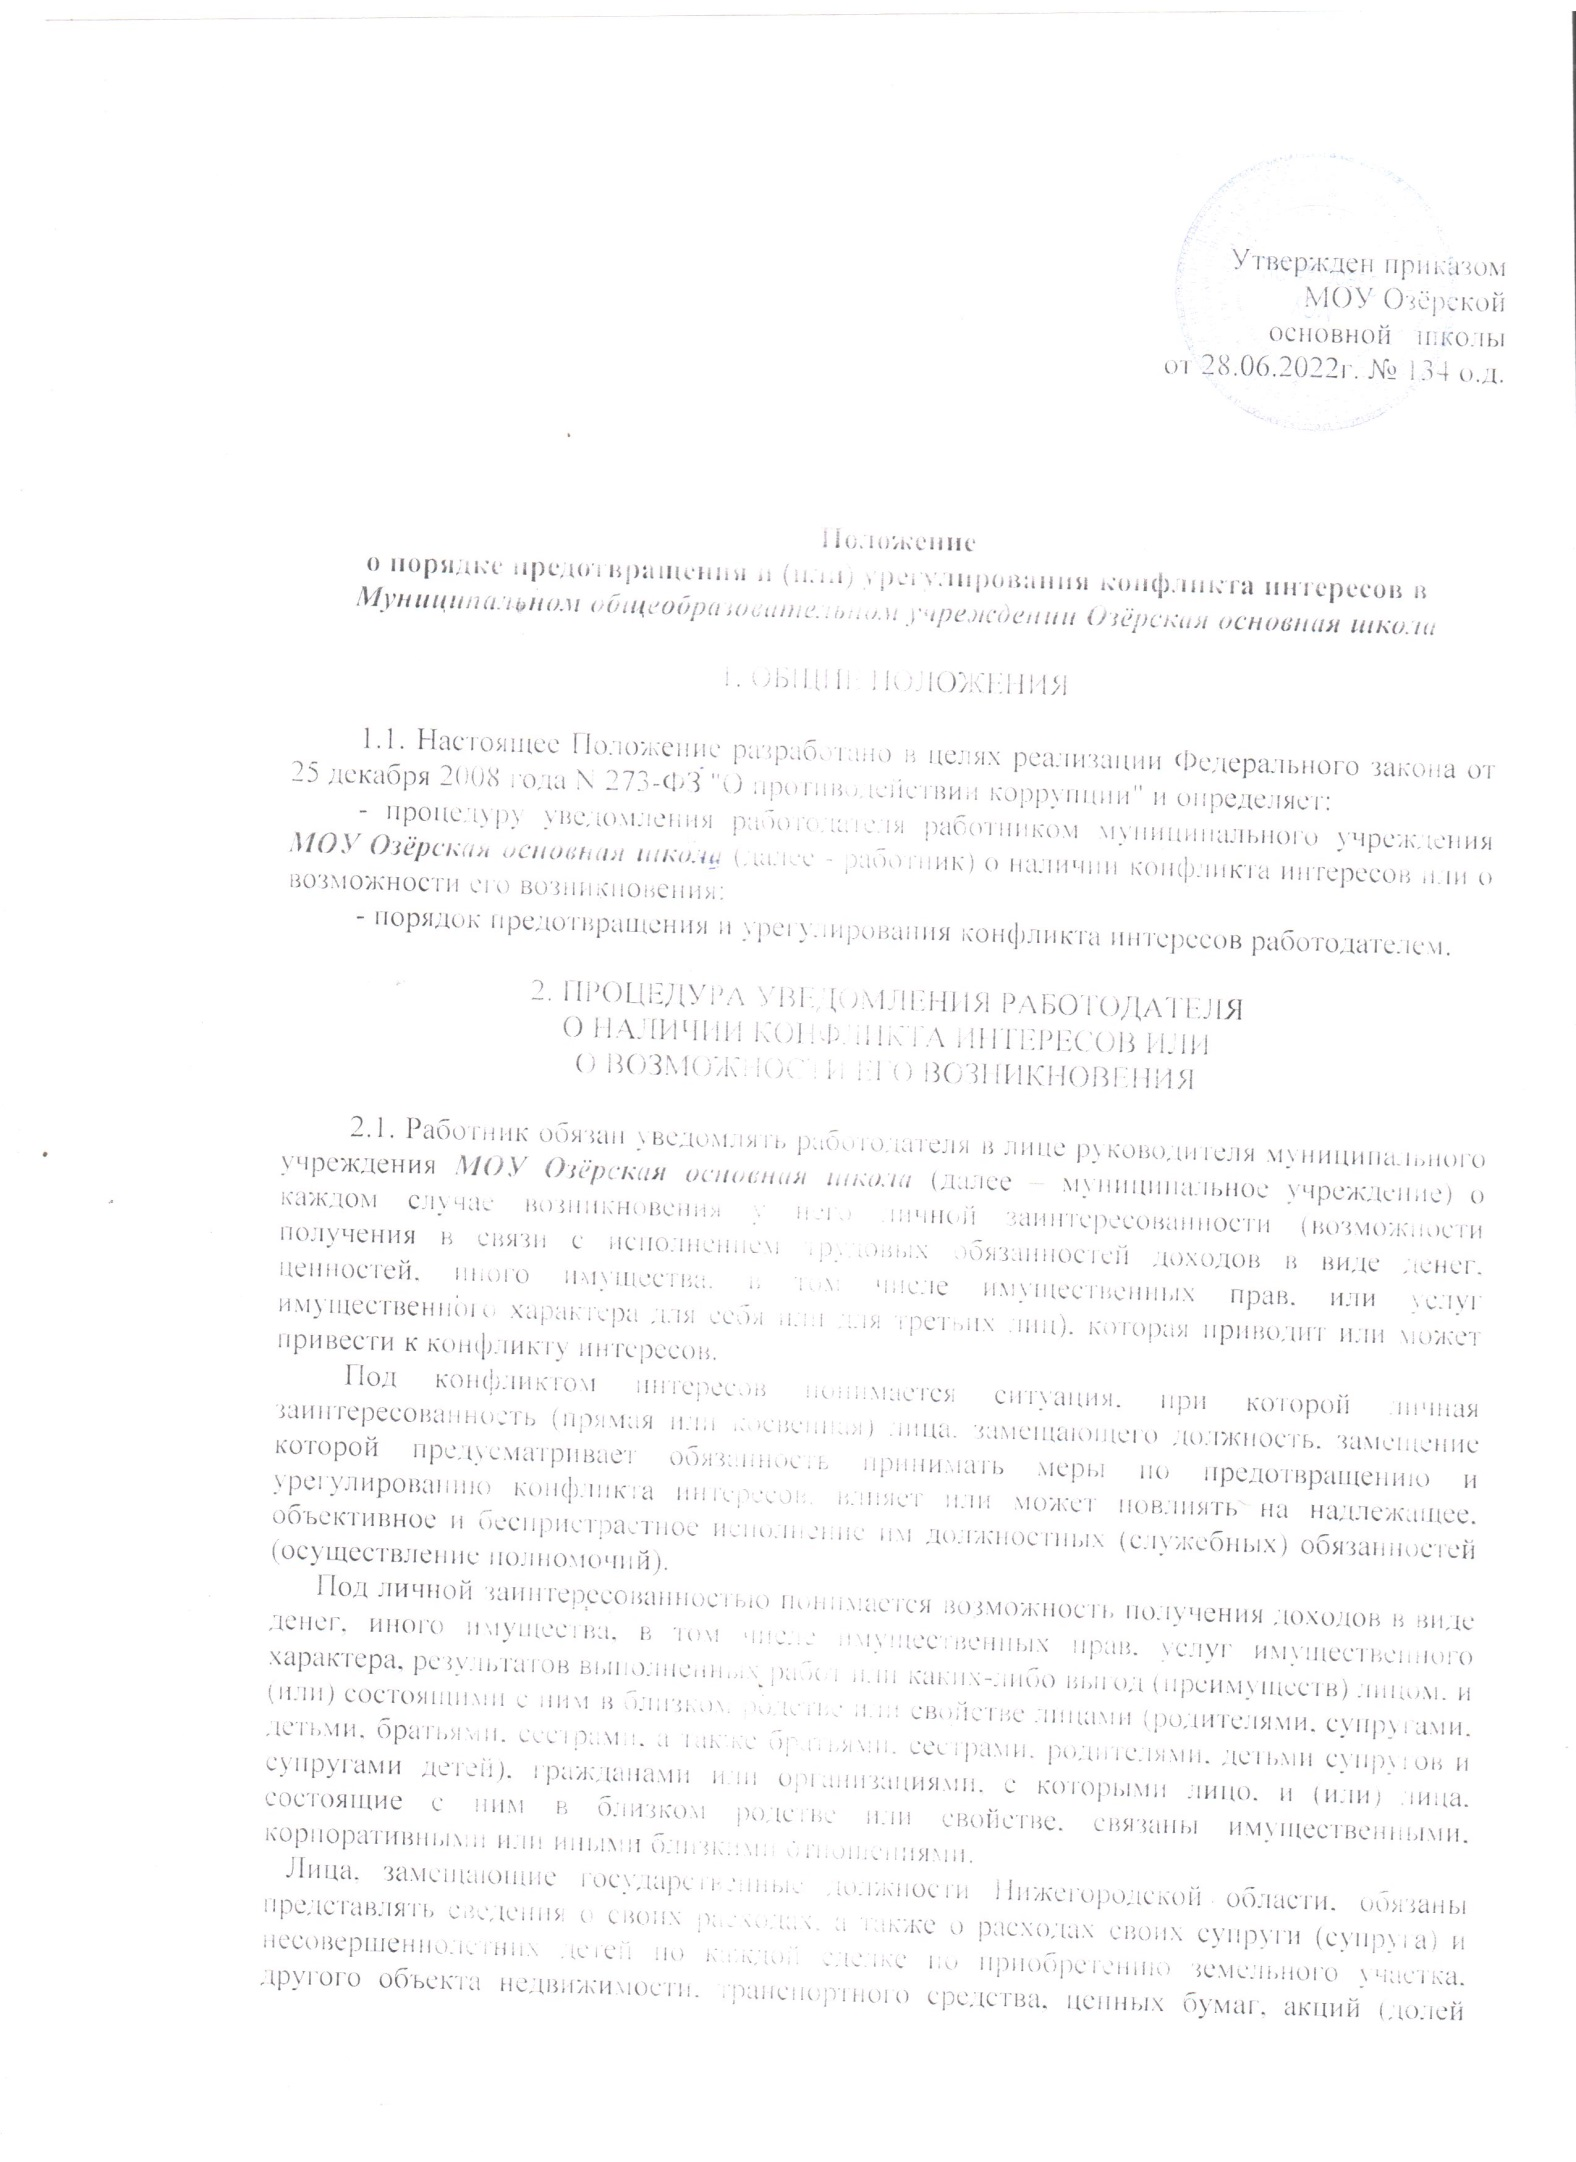 Утвержден приказом
МОУ Озёрской
основной школы
от 28.06.2022г. № 134 о.д.
Положение
о порядке предотвращения и (или) урегулирования конфликта интересов в
Муниципальном общеобразовательном учреждении Озёрская основная школа
1. ОБЩИЕ ПОЛОЖЕНИЯ
1.1. Настоящее Положение разработано в целях реализации Федерального закона от
25 декабря 2008 года N 273-ФЗ "О противодействии коррупции" и определяет:
- процедуру уведомления работодателя работником муниципального учреждения
МОУ Озёрская основная школа (далее - работник) о наличии конфликта интересов или о
возможности его возникновения;
- порядок предотвращения и урегулирования конфликта интересов работодателем.
2. ПРОЦЕДУРА УВЕДОМЛЕНИЯ РАБОТОДАТЕЛЯ
О НАЛИЧИИ КОНФЛИКТА ИНТЕРЕСОВ ИЛИ
О ВОЗМОЖНОСТИ ЕГО ВОЗНИКНОВЕНИЯ
2.1. Работник обязан уведомлять работодателя в лице руководителя муниципального
учреждения МОУ Озёрская основная школа (далее – муниципальное учреждение) о
каждом случае возникновения у него личной заинтересованности (возможности
получения в связи с исполнением трудовых обязанностей доходов в виде денег,
ценностей, иного имущества, в том числе имущественных прав, или услуг
имущественного характера для себя или для третьих лиц), которая приводит или может
привести к конфликту интересов.
Под конфликтом интересов понимается ситуация, при которой личная
заинтересованность (прямая или косвенная) лица, замещающего должность, замещение
которой предусматривает обязанность принимать меры по предотвращению и
урегулированию конфликта интересов, влияет или может повлиять на надлежащее,
объективное и беспристрастное исполнение им должностных (служебных) обязанностей
(осуществление полномочий).
Под личной заинтересованностью понимается возможность получения доходов в виде
денег, иного имущества, в том числе имущественных прав, услуг имущественного
характера, результатов выполненных работ или каких-либо выгод (преимуществ) лицом, и
(или) состоящими с ним в близком родстве или свойстве лицами (родителями, супругами,
детьми, братьями, сестрами, а также братьями, сестрами, родителями, детьми супругов и
супругами детей), гражданами или организациями, с которыми лицо, и (или) лица,
состоящие с ним в близком родстве или свойстве, связаны имущественными,
корпоративными или иными близкими отношениями.
Лица, замещающие государственные должности Нижегородской области, обязаны
представлять сведения о своих расходах, а также о расходах своих супруги (супруга) и
несовершеннолетних детей по каждой сделке по приобретению земельного участка,
другого объекта недвижимости, транспортного средства, ценных бумаг, акций (долей